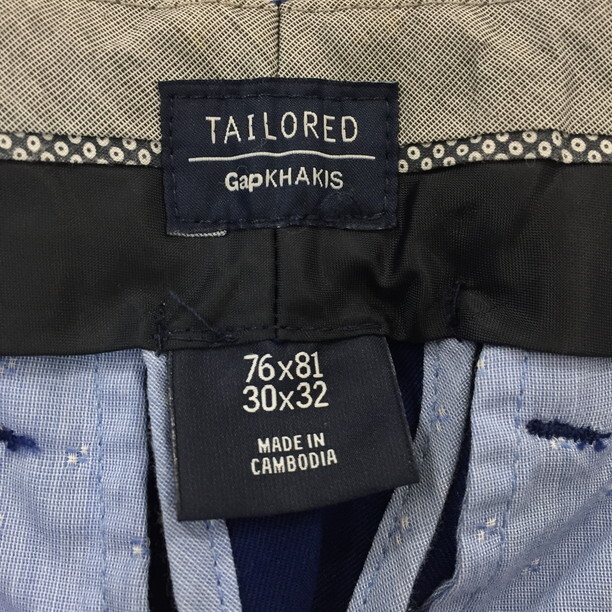 TAILORED
GapKHAKIS
76x81
30x32
MADE IN
CAMBODIA